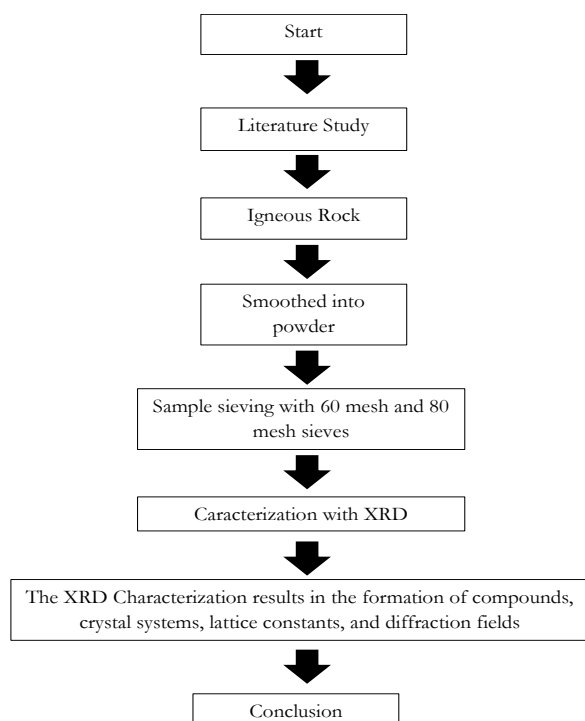 Start
Literature Study
Igneous Rock
Smoothed into
powder
Sample sieving with 60 mesh and 80
mesh sieves
Caracterization with XRD
The XRD Characterization results in the formation of compounds,
crystal systems, lattice constants, and diffraction fields
Conclusion